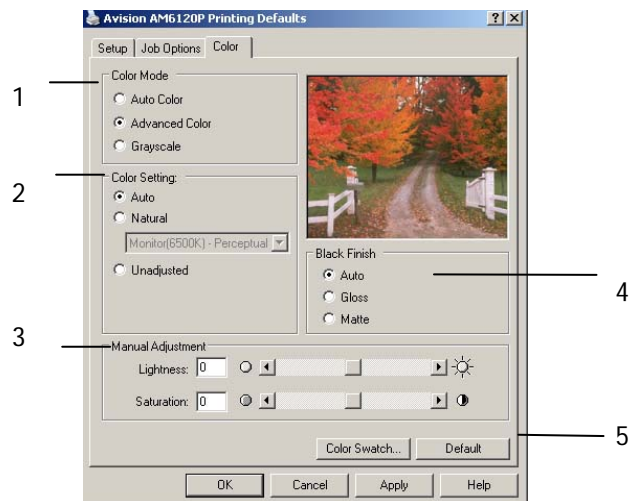 Avision AM6120P Printing Defaults
Setup
Job Options
Color
1
Color Mode
Auto Color
Advanced Color
Grayscale
2
Color Setting:
Auto
Natural
Monitor(6500K) - Perceptual
Unadjusted
Black Finish
Auto
Gloss
Matte
4
3
Manual Adjustment
Lightness: 0
Saturation: 0
5
Color Swatch...
Default
OK
Cancel
Apply
Help